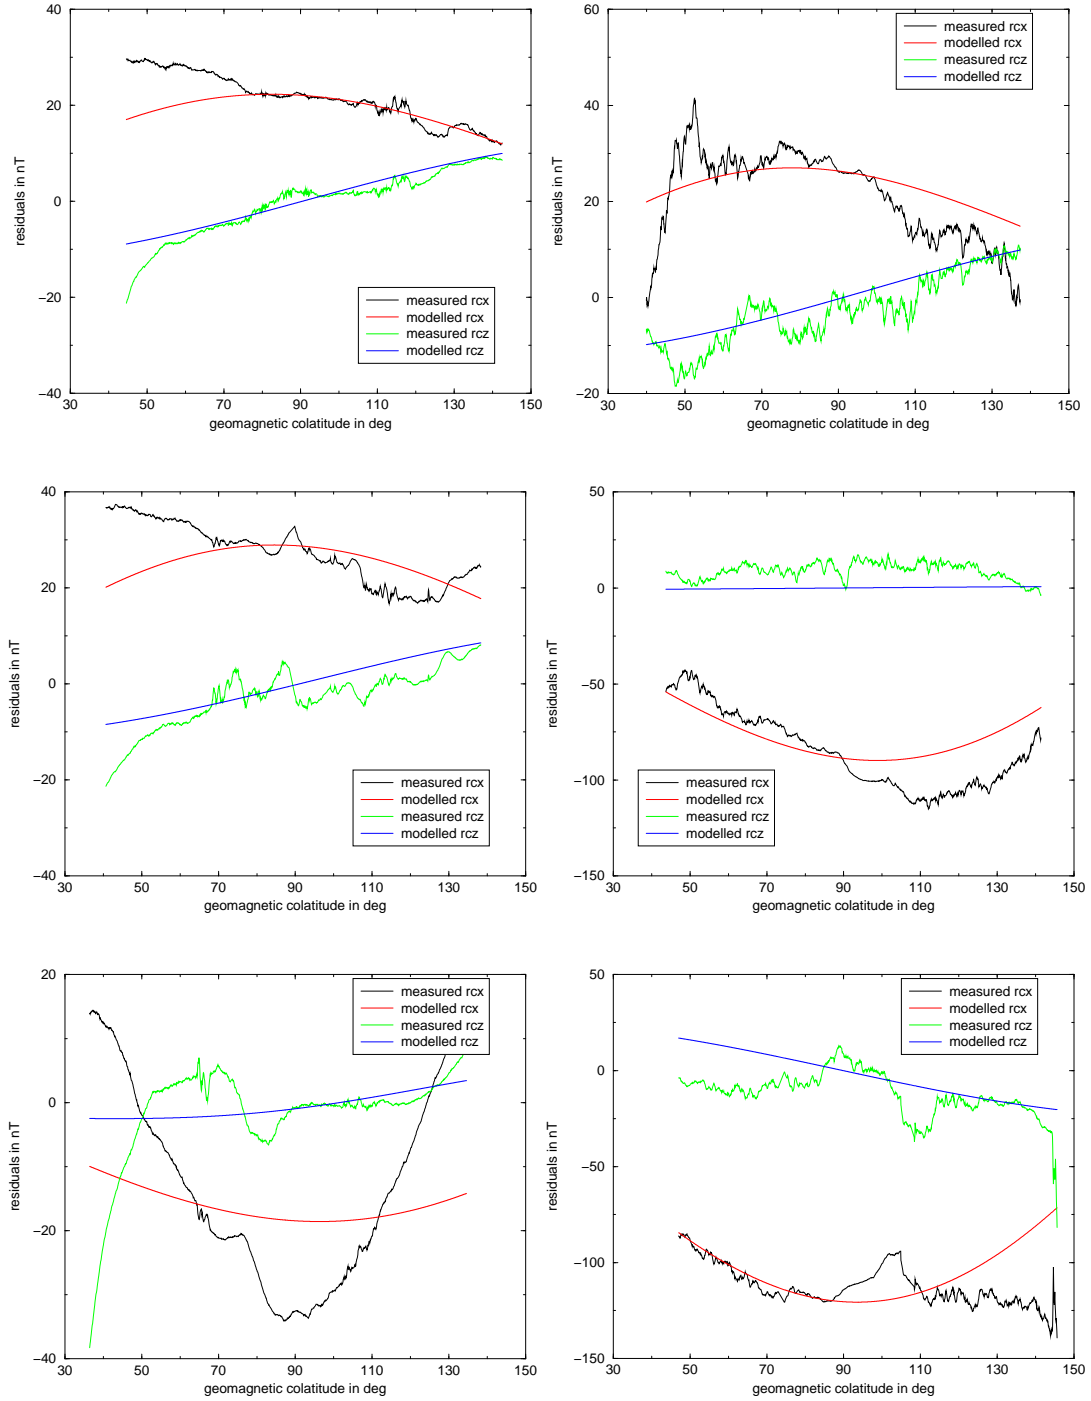 40
20
0
−20
−40
residuals in nT
measured rcx
modelled rcx
measured rcz
modelled rcz
30 50 70 90 110 130 150
geomagnetic colatitude in deg
60
40
20
0
−20
residuals in nT
measured rcx
modelled rcx
measured rcz
modelled rcz
30 50 70 90 110 130 150
geomagnetic colatitude in deg
40
20
0
−20
−40
residuals in nT
measured rcx
modelled rcx
measured rcz
modelled rcz
30 50 70 90 110 130 150
geomagnetic colatitude in deg
50
0
−50
−100
−150
residuals in nT
measured rcx
modelled rcx
measured rcz
modelled rcz
30 50 70 90 110 130 150
geomagnetic colatitude in deg
20
0
−20
−40
residuals in nT
measured rcx
modelled rcx
measured rcz
modelled rcz
30 50 70 90 110 130 150
geomagnetic colatitude in deg
50
0
−50
−100
−150
residuals in nT
measured rcx
modelled rcx
measured rcz
modelled rcz
30 50 70 90 110 130 150
geomagnetic colatitude in deg